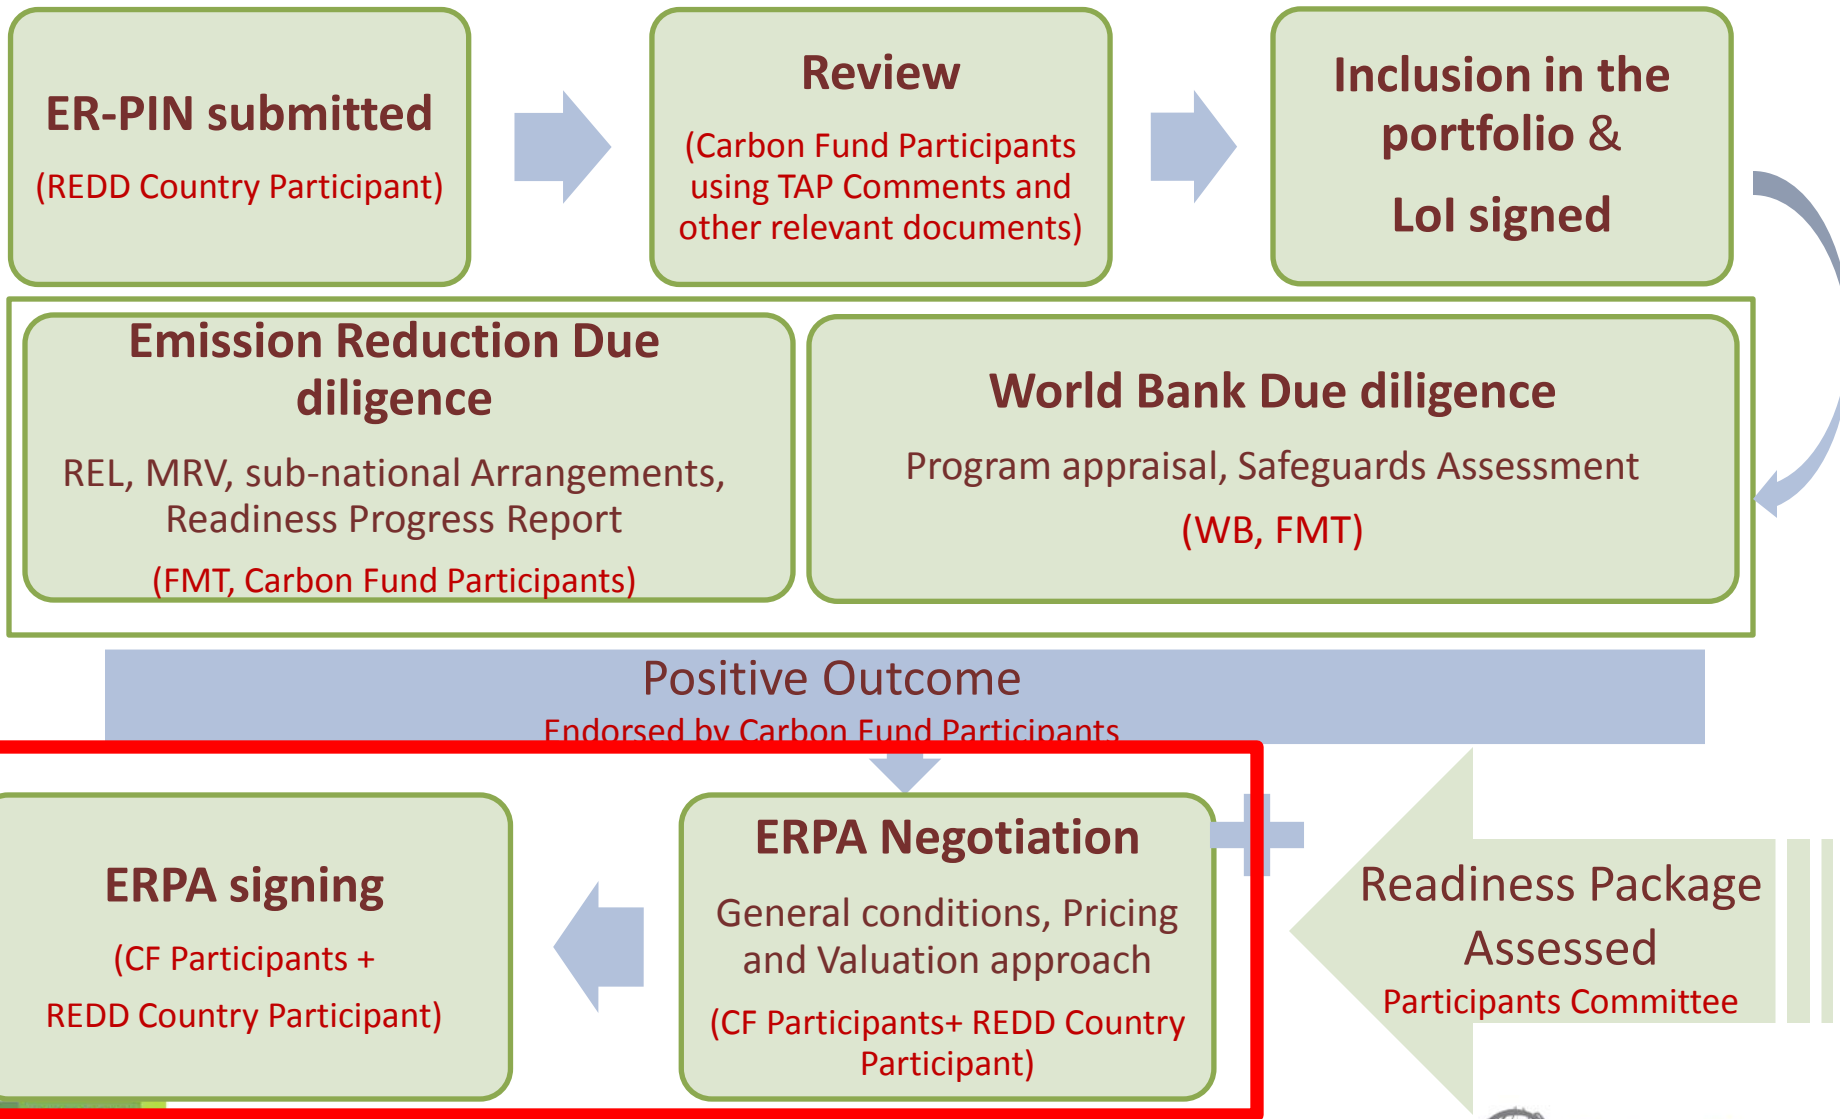 ER-PIN submitted
(REDD Country Participant)
Review
(Carbon Fund Participants
using TAP Comments and
other relevant documents)
Inclusion in the
portfolio &
LoI signed
Emission Reduction Due
diligence
REL, MRV, sub-national Arrangements,
Readiness Progress Report
(FMT, Carbon Fund Participants)
World Bank Due diligence
Program appraisal, Safeguards Assessment
(WB, FMT)
Positive Outcome
Endorsed by Carbon Fund Participants
ERPA signing
(CF Participants +
REDD Country Participant)
ERPA Negotiation
General conditions, Pricing
and Valuation approach
(CF Participants+ REDD Country
Participant)
Readiness Package
Assessed
Participants Committee